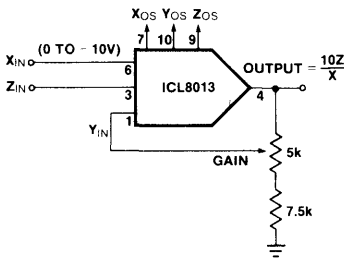 XOS YOS ZOS
7 10 9
XIN (0 TO - 10V)
6
ZIN
3
ICL8013
4
OUTPUT = 10Z/X
YIN
1
GAIN
5k
7.5k